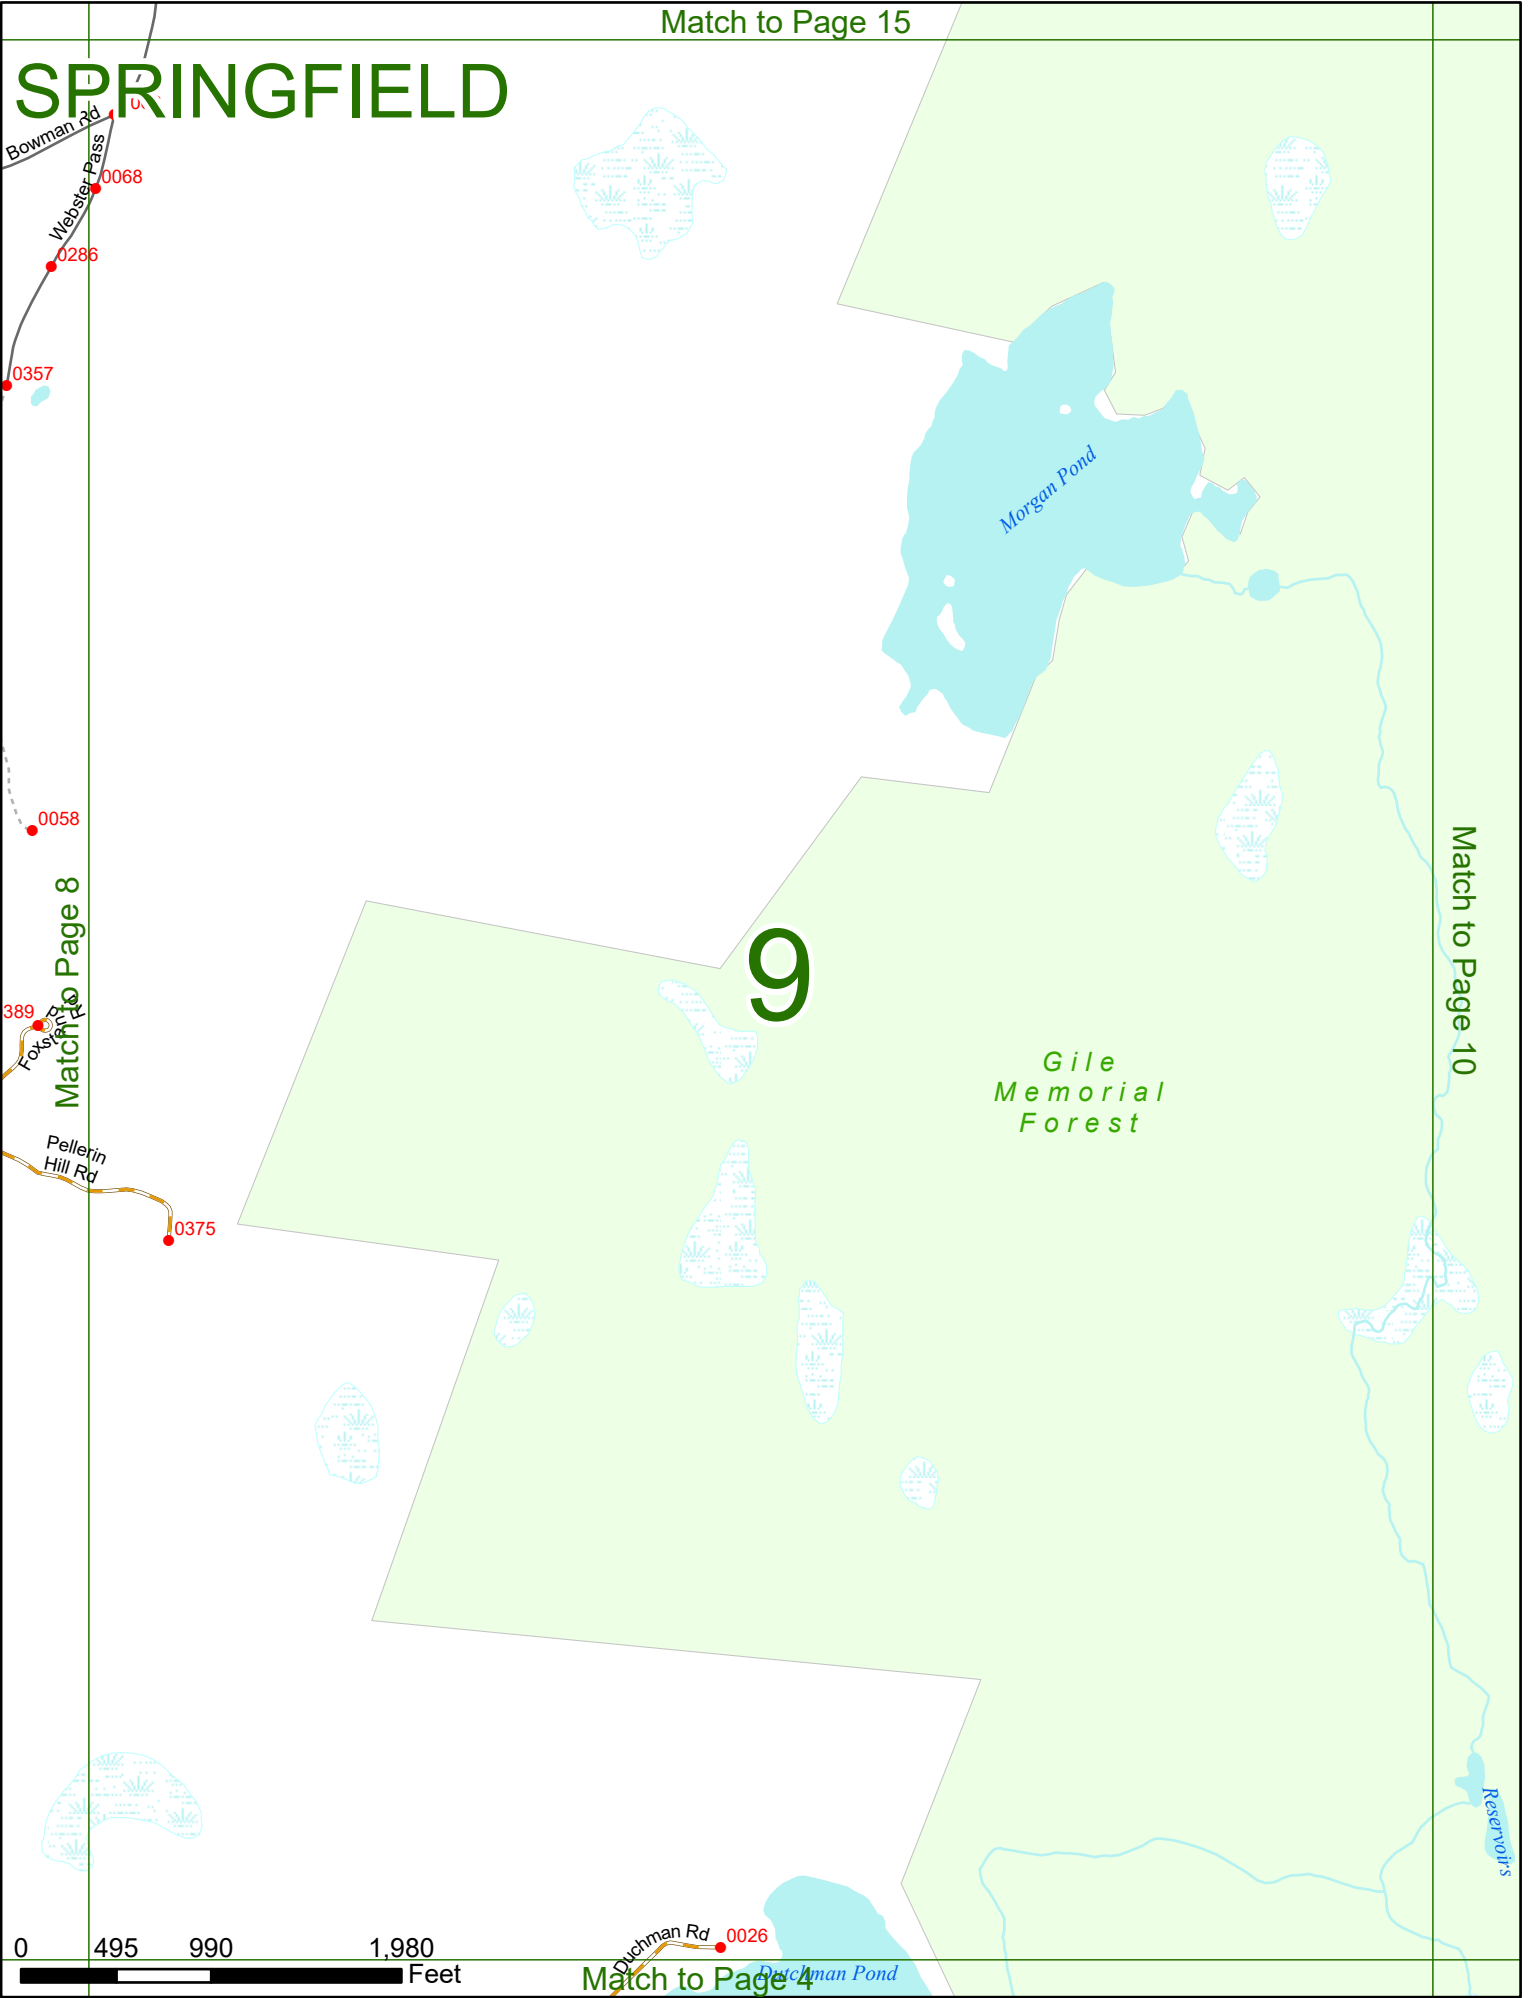 Match to Page 15
SPRINGFIELD
Bowman Rd
Webster Pass
0068
0286
0357
Morgan Pond
0058
Match to Page 8
Match to Page 10
9
389
Gile
Memorial
Forest
Pellerin
Hill Rd
0375
Reservoirs
Duchman Rd
0026
0 495 990 1,980
Feet
Match to Page 4
Dutchman Pond